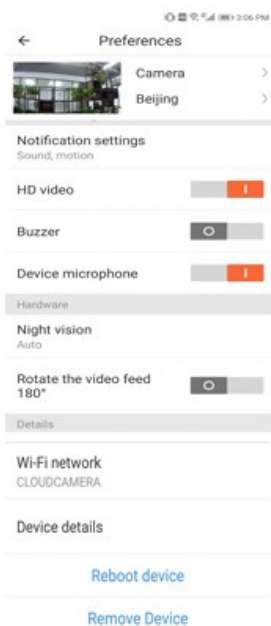 2:06 PM
Preferences
Camera
Beijing
Notification settings
Sound, motion
HD video
Buzzer
Device microphone
Hardware
Night vision
Auto
Rotate the video feed
180°
Details
Wi-Fi network
CLOUDCAMERA
Device details
Reboot device
Remove Device